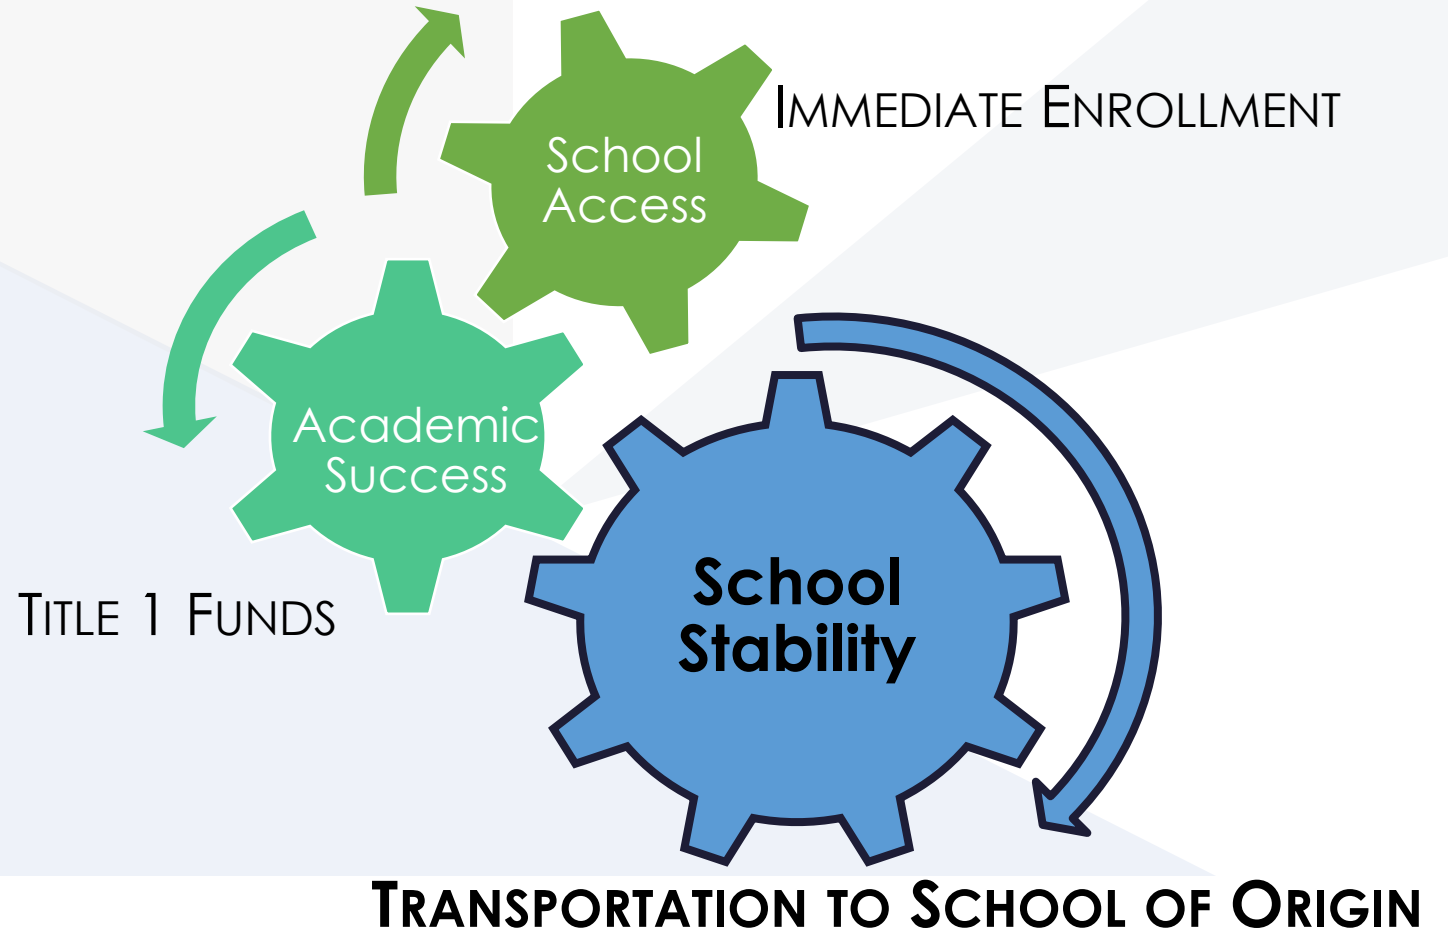 School
Access
IMMEDIATE ENROLLMENT
Academic
Success
TITLE 1 FUNDS
School
Stability
TRANSPORTATION TO SCHOOL OF ORIGIN